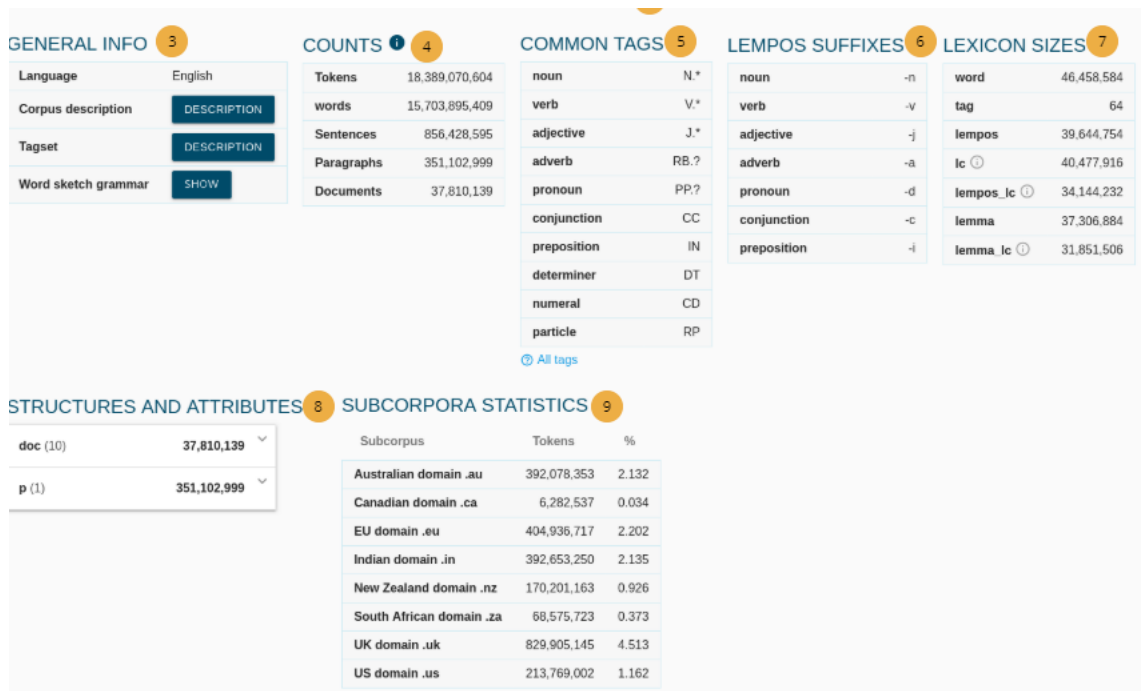 GENERAL INFO 3
Language English
Corpus description DESCRIPTION
Tagset DESCRIPTION
Word sketch grammar SHOW
COUNTS i 4
Tokens 18,389,070,604
words 15,703,895,409
Sentences 856,428,595
Paragraphs 351,102,999
Documents 37,810,139
COMMON TAGS 5
noun N.*
verb V.*
adjective J.*
adverb RB.?
pronoun PP.?
conjunction CC
preposition IN
determiner DT
numeral CD
particle RP
? All tags
LEMPOS SUFFIXES 6
noun -n
verb -v
adjective -j
adverb -a
pronoun -d
conjunction -c
preposition -i
LEXICON SIZES 7
word 46,458,584
tag 64
lempos 39,644,754
lc i 40,477,916
lempos_lc i 34,144,232
lemma 37,306,884
lemma_lc i 31,851,506
STRUCTURES AND ATTRIBUTES 8
doc (10) 37,810,139
p (1) 351,102,999
SUBCORPORA STATISTICS 9
Subcorpus Tokens %
Australian domain .au 392,078,353 2.132
Canadian domain .ca 6,282,537 0.034
EU domain .eu 404,936,717 2.202
Indian domain .in 392,653,250 2.135
New Zealand domain .nz 170,201,163 0.926
South African domain .za 68,575,723 0.373
UK domain .uk 829,905,145 4.513
US domain .us 213,769,002 1.162